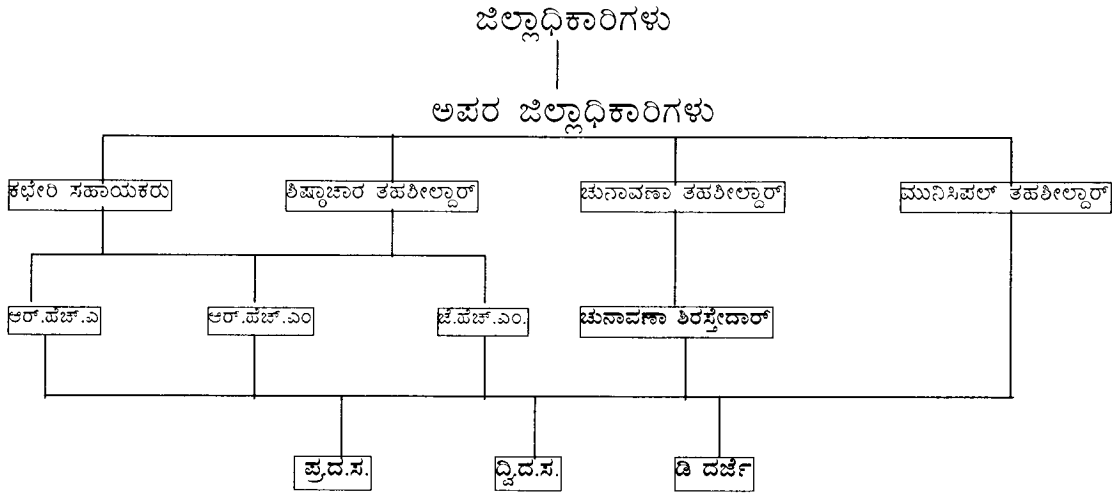 ಜಿಲ್ಲಾಧಿಕಾರಿಗಳು
ಅಪರ ಜಿಲ್ಲಾಧಿಕಾರಿಗಳು
ಕಛೇರಿ ಸಹಾಯಕರು ಶಿಷ್ಠಾಚಾರ ತಹಶೀಲ್ದಾರ್ ಚುನಾವಣಾ ತಹಶೀಲ್ದಾರ್ ಮುನಿಸಿಪಲ್ ತಹಶೀಲ್ದಾರ್
ಆರ್.ಹೆಚ್.ಎ ಆರ್.ಹೆಚ್.ಎಂ ಜೆ.ಹೆಚ್.ಎಂ. ಚುನಾವಣಾ ಶಿರಸ್ತೇದಾರ್
ಪ್ರ.ದ.ಸ. ದ್ವಿ.ದ.ಸ. ಡಿ ದರ್ಜೆ